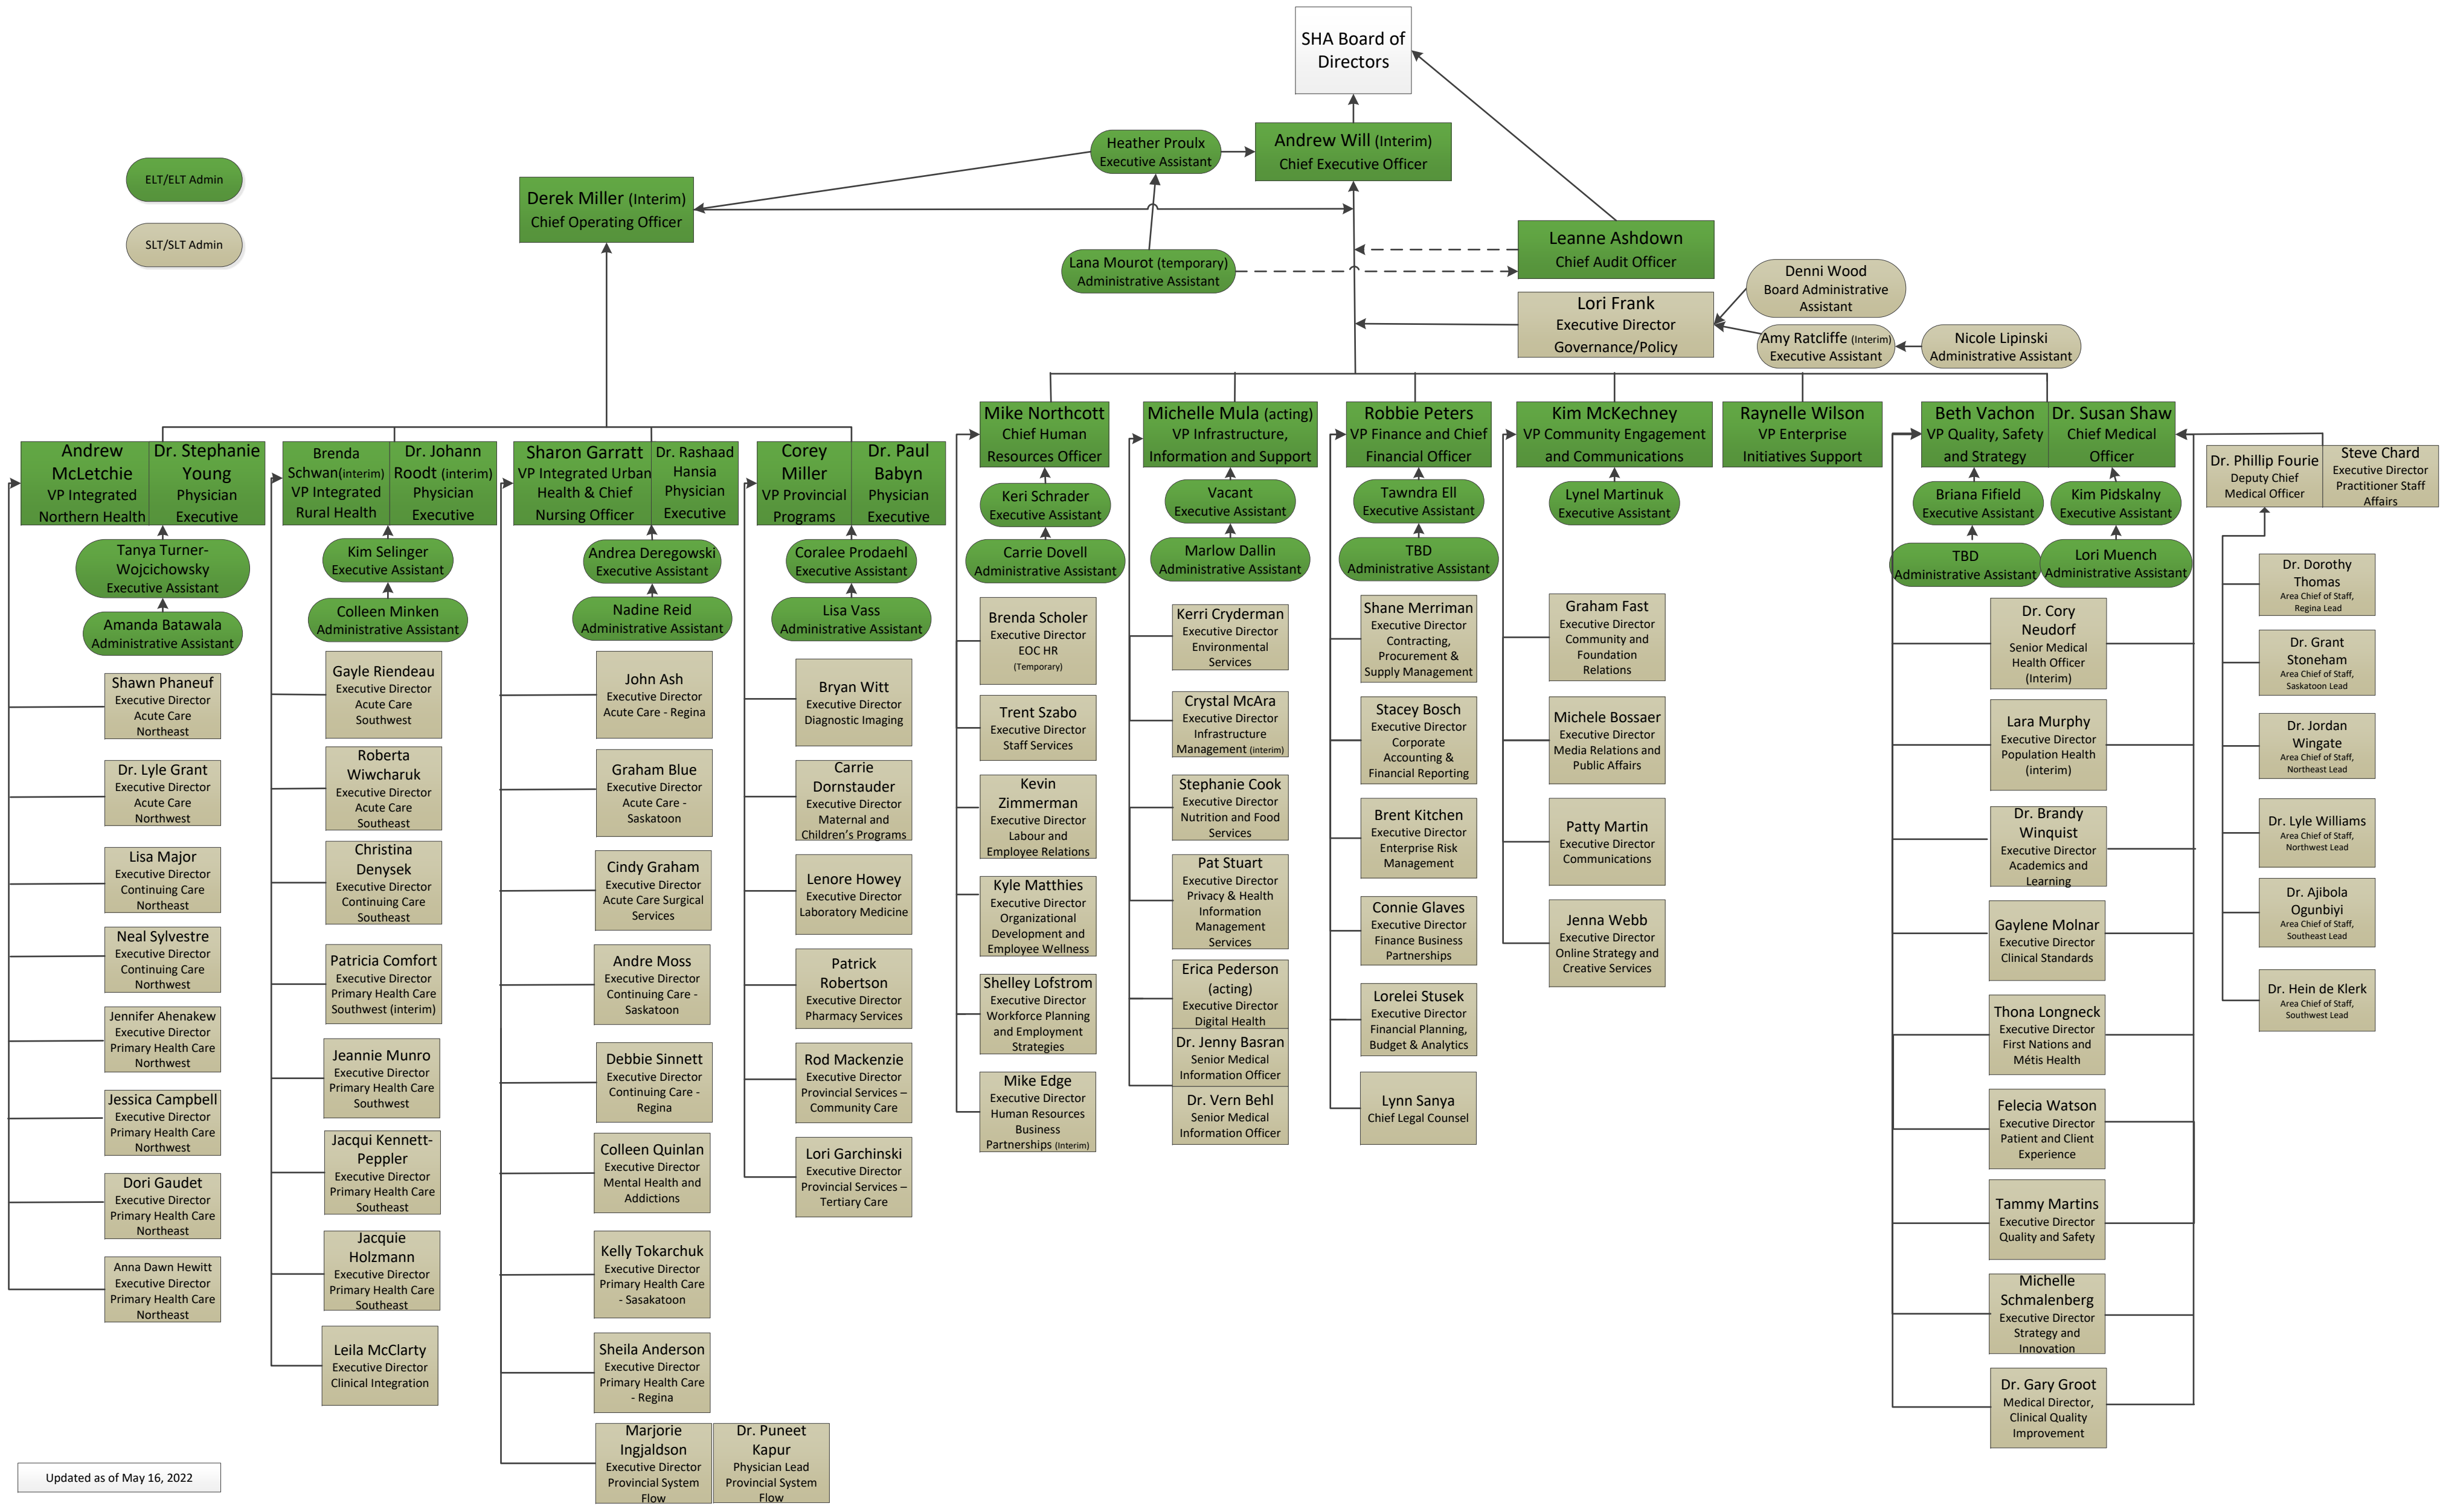 SHA Board of
Directors
Andrew Will (Interim)
Chief Executive Officer
Heather Proulx
Executive Assistant
ELT/ELT Admin
SLT/SLT Admin
Derek Miller (Interim)
Chief Operating Officer
Lana Mourot (temporary)
Administrative Assistant
Leanne Ashdown
Chief Audit Officer
Lori Frank
Executive Director
Governance/Policy
Denni Wood
Board Administrative
Assistant
Amy Ratcliffe (Interim)
Executive Assistant
Nicole Lipinski
Administrative Assistant
Andrew
McLetchie
VP Integrated
Northern Health
Dr. Stephanie
Young
Physician
Executive
Tanya Turner-
Wojcichowsky
Executive Assistant
Amanda Batawala
Administrative Assistant
Shawn Phaneuf
Executive Director
Acute Care
Northeast
Dr. Lyle Grant
Executive Director
Acute Care
Northwest
Lisa Major
Executive Director
Continuing Care
Northeast
Neal Sylvestre
Executive Director
Continuing Care
Northwest
Jennifer Ahenakew
Executive Director
Primary Health Care
Northwest
Jessica Campbell
Executive Director
Primary Health Care
Northwest
Dori Gaudet
Executive Director
Primary Health Care
Northeast
Anna Dawn Hewitt
Executive Director
Primary Health Care
Northeast
Brenda
Schwan(interim)
VP Integrated
Rural Health
Dr. Johann
Roodt (interim)
Physician
Executive
Kim Selinger
Executive Assistant
Colleen Minken
Administrative Assistant
Gayle Riendeau
Executive Director
Acute Care
Southwest
Roberta
Wiwcharuk
Executive Director
Acute Care
Southeast
Christina
Denysek
Executive Director
Continuing Care
Southeast
Patricia Comfort
Executive Director
Primary Health Care
Southwest (interim)
Jeannie Munro
Executive Director
Primary Health Care
Southwest
Jacqui Kennett-
Peppler
Executive Director
Primary Health Care
Southeast
Jacquie
Holzmann
Executive Director
Primary Health Care
Southeast
Leila McClarty
Executive Director
Clinical Integration
Sharon Garratt
VP Integrated Urban
Health & Chief
Nursing Officer
Dr. Rashaad
Hansia
Physician
Executive
Andrea Deregowski
Executive Assistant
Nadine Reid
Administrative Assistant
John Ash
Executive Director
Acute Care - Regina
Graham Blue
Executive Director
Acute Care -
Saskatoon
Cindy Graham
Executive Director
Acute Care Surgical
Services
Andre Moss
Executive Director
Continuing Care -
Saskatoon
Debbie Sinnett
Executive Director
Continuing Care -
Regina
Colleen Quinlan
Executive Director
Mental Health and
Addictions
Kelly Tokarchuk
Executive Director
Primary Health Care
- Sasakatoon
Sheila Anderson
Executive Director
Primary Health Care
- Regina
Marjorie
Ingjaldson
Executive Director
Provincial System
Flow
Dr. Puneet
Kapur
Physician Lead
Provincial System
Flow
Corey
Miller
VP Provincial
Programs
Dr. Paul
Babyn
Physician
Executive
Coralee Prodaehl
Executive Assistant
Lisa Vass
Administrative Assistant
Bryan Witt
Executive Director
Diagnostic Imaging
Carrie
Dornstauder
Executive Director
Maternal and
Children's Programs
Lenore Howey
Executive Director
Laboratory Medicine
Patrick
Robertson
Executive Director
Pharmacy Services
Rod Mackenzie
Executive Director
Provincial Services –
Community Care
Lori Garchinski
Executive Director
Provincial Services –
Tertiary Care
Mike Northcott
Chief Human
Resources Officer
Keri Schrader
Executive Assistant
Carrie Dovell
Administrative Assistant
Brenda Scholer
Executive Director
EOC HR
(Temporary)
Trent Szabo
Executive Director
Staff Services
Kevin
Zimmerman
Executive Director
Labour and
Employee Relations
Kyle Matthies
Executive Director
Organizational
Development and
Employee Wellness
Shelley Lofstrom
Executive Director
Workforce Planning
and Employment
Strategies
Mike Edge
Executive Director
Human Resources
Business
Partnerships (Interim)
Michelle Mula (acting)
VP Infrastructure,
Information and Support
Vacant
Executive Assistant
Marlow Dallin
Administrative Assistant
Kerri Cryderman
Executive Director
Environmental
Services
Crystal McAra
Executive Director
Infrastructure
Management (interim)
Stephanie Cook
Executive Director
Nutrition and Food
Services
Pat Stuart
Executive Director
Privacy & Health
Information
Management
Services
Erica Pederson
(acting)
Executive Director
Digital Health
Dr. Jenny Basran
Senior Medical
Information Officer
Dr. Vern Behl
Senior Medical
Information Officer
Robbie Peters
VP Finance and Chief
Financial Officer
Tawndra Ell
Executive Assistant
TBD
Administrative Assistant
Shane Merriman
Executive Director
Contracting,
Procurement &
Supply Management
Stacey Bosch
Executive Director
Corporate
Accounting &
Financial Reporting
Brent Kitchen
Executive Director
Enterprise Risk
Management
Connie Glaves
Executive Director
Finance Business
Partnerships
Lorelei Stusek
Executive Director
Financial Planning,
Budget & Analytics
Lynn Sanya
Chief Legal Counsel
Kim McKechney
VP Community Engagement
and Communications
Lynel Martinuk
Executive Assistant
Graham Fast
Executive Director
Community and
Foundation
Relations
Michele Bossaer
Executive Director
Media Relations and
Public Affairs
Patty Martin
Executive Director
Communications
Jenna Webb
Executive Director
Online Strategy and
Creative Services
Raynelle Wilson
VP Enterprise
Initiatives Support
Beth Vachon
VP Quality, Safety
and Strategy
Dr. Susan Shaw
Chief Medical
Officer
Briana Fifield
Executive Assistant
Kim Pidskalny
Executive Assistant
TBD
Administrative Assistant
Lori Muench
Administrative Assistant
Dr. Cory
Neudorf
Senior Medical
Health Officer
(Interim)
Lara Murphy
Executive Director
Population Health
(interim)
Dr. Brandy
Winquist
Executive Director
Academics and
Learning
Gaylene Molnar
Executive Director
Clinical Standards
Thona Longneck
Executive Director
First Nations and
Métis Health
Felecia Watson
Executive Director
Patient and Client
Experience
Tammy Martins
Executive Director
Quality and Safety
Michelle
Schmalenberg
Executive Director
Strategy and
Innovation
Dr. Gary Groot
Medical Director,
Clinical Quality
Improvement
Dr. Phillip Fourie
Deputy Chief
Medical Officer
Steve Chard
Executive Director
Practitioner Staff
Affairs
Dr. Dorothy
Thomas
Area Chief of Staff,
Regina Lead
Dr. Grant
Stoneham
Area Chief of Staff,
Saskatoon Lead
Dr. Jordan
Wingate
Area Chief of Staff,
Northeast Lead
Dr. Lyle Williams
Area Chief of Staff,
Northwest Lead
Dr. Ajibola
Ogunbiyi
Area Chief of Staff,
Southeast Lead
Dr. Hein de Klerk
Area Chief of Staff,
Southwest Lead
Updated as of May 16, 2022